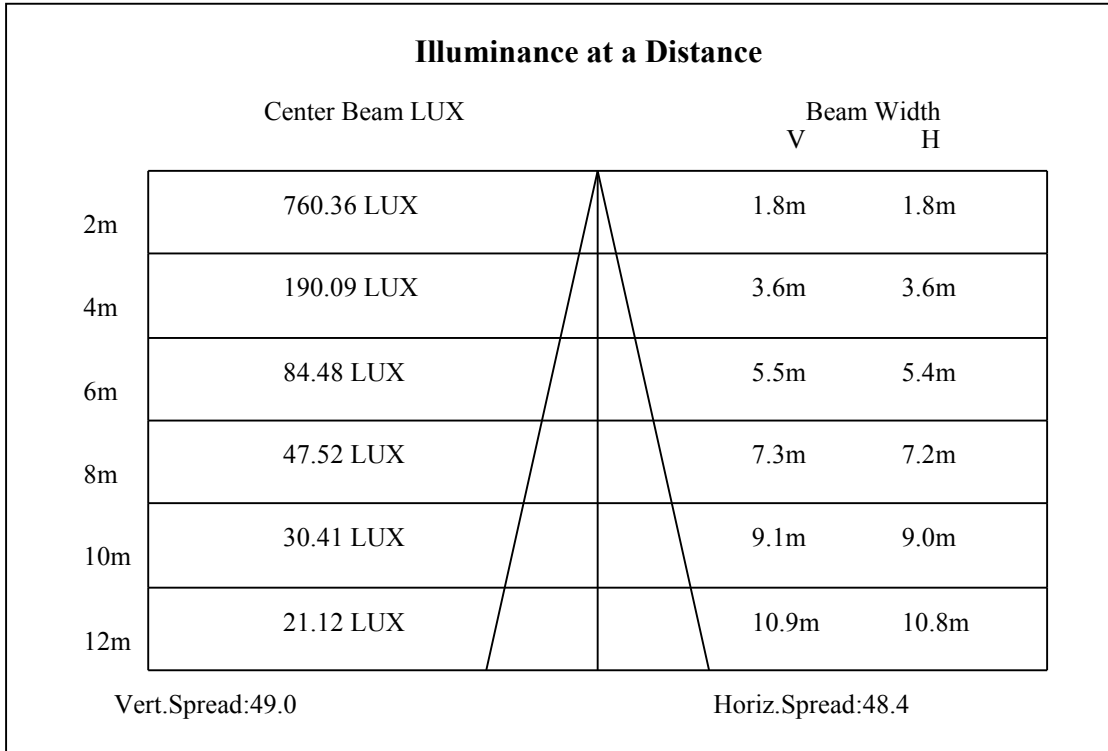 Illuminance at a Distance
Center Beam LUX Beam Width
V H
2m 760.36 LUX 1.8m 1.8m
4m 190.09 LUX 3.6m 3.6m
6m 84.48 LUX 5.5m 5.4m
8m 47.52 LUX 7.3m 7.2m
10m 30.41 LUX 9.1m 9.0m
12m 21.12 LUX 10.9m 10.8m
Vert.Spread:49.0 Horiz.Spread:48.4